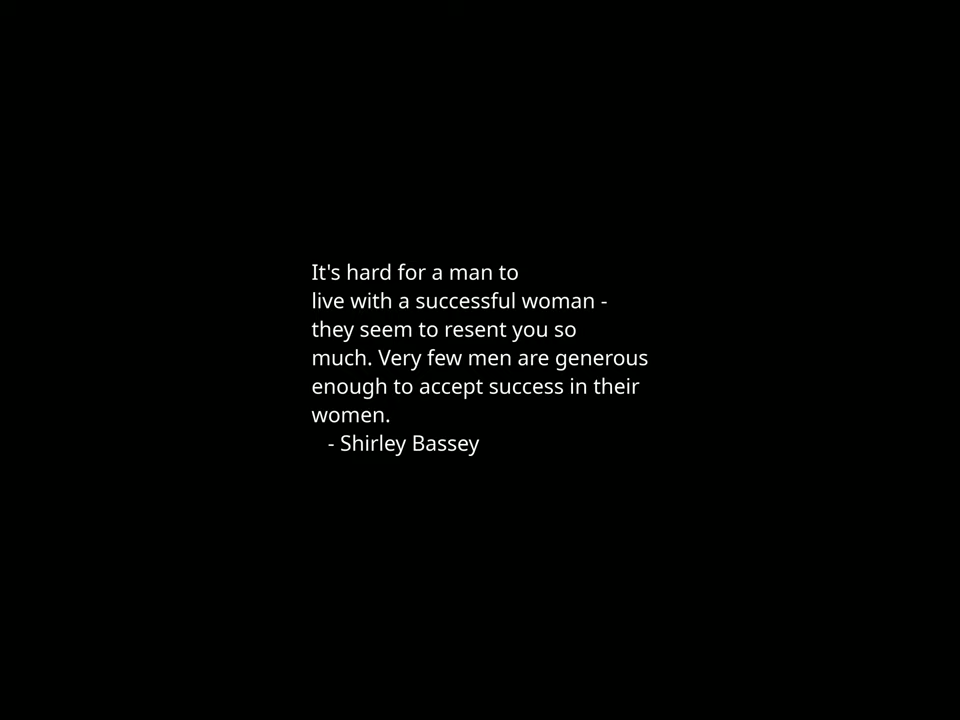 It's hard for a man to
live with a successful woman -
they seem to resent you so
much. Very few men are generous
enough to accept success in their
women.
- Shirley Bassey